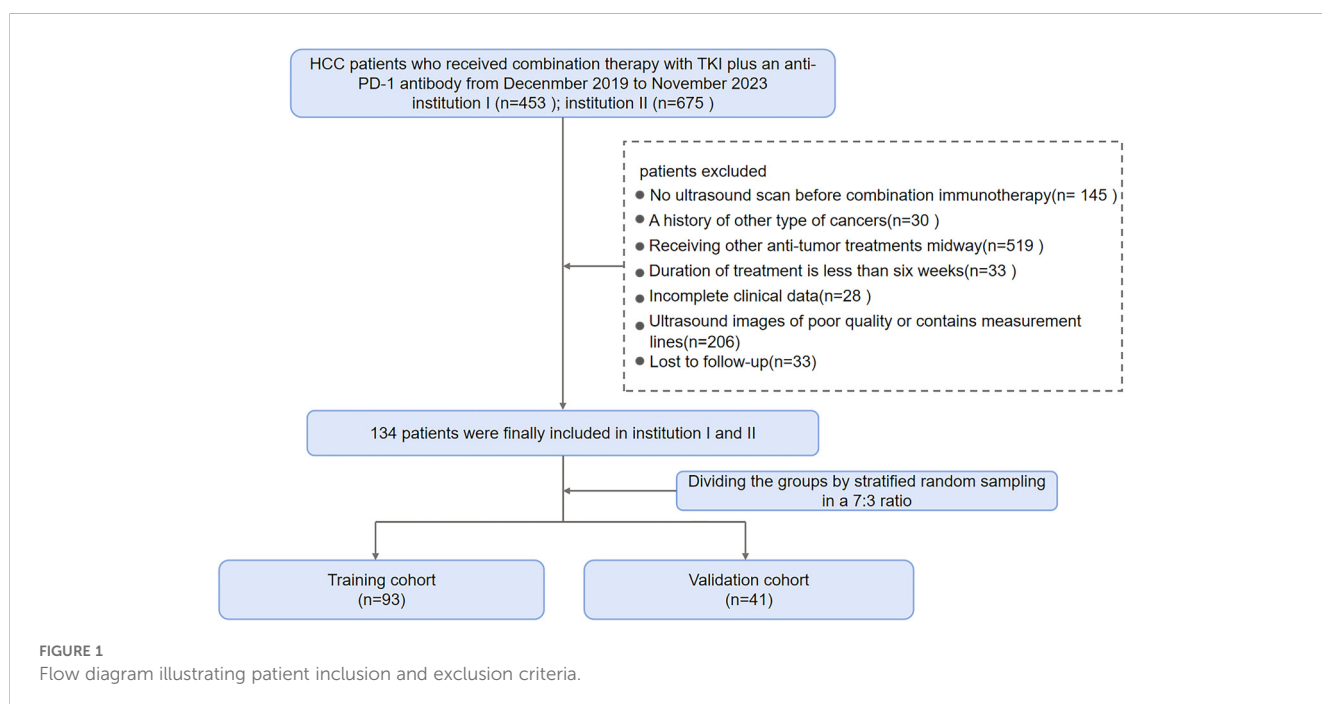 HCC patients who received combination therapy with TKI plus an anti-
PD-1 antibody from Decenmber 2019 to November 2023
institution I (n=453 ); institution II (n=675 )
patients excluded
● No ultrasound scan before combination immunotherapy(n= 145 )
● A history of other type of cancers(n=30 )
● Receiving other anti-tumor treatments midway(n=519 )
● Duration of treatment is less than six weeks(n=33 )
● Incomplete clinical data(n=28 )
● Ultrasound images of poor quality or contains measurement
lines(n=206)
● Lost to follow-up(n=33)
134 patients were finally included in institution I and II
Dividing the groups by stratified random sampling
in a 7:3 ratio
Training cohort
(n=93)
Validation cohort
(n=41)
FIGURE 1
Flow diagram illustrating patient inclusion and exclusion criteria.